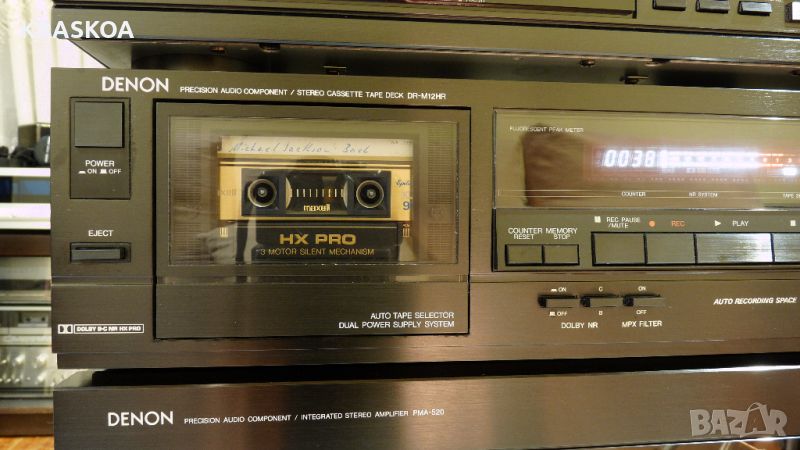 KRASKOA
DENON
PRECISION AUDIO COMPONENT / STEREO CASSETTE TAPE DECK DR-M12HR
POWER
ON OFF
EJECT
DOLBY B-C NR HX PRO
Michael Jackson Bad
maxell
HX PRO
3 MOTOR SILENT MECHANISM
AUTO TAPE SELECTOR
DUAL POWER SUPPLY SYSTEM
FLUORESCENT PEAK METER
0038
COUNTER NR SYSTEM TAPE S
COUNTER MEMORY
RESET STOP
REC PAUSE
/MUTE
REC
PLAY
ON
OFF
DOLBY NR
C
B
ON
OFF
MPX FILTER
AUTO RECORDING SPACE
DENON
PRECISION AUDIO COMPONENT / INTEGRATED STEREO AMPLIFIER PMA-520
BAZAR